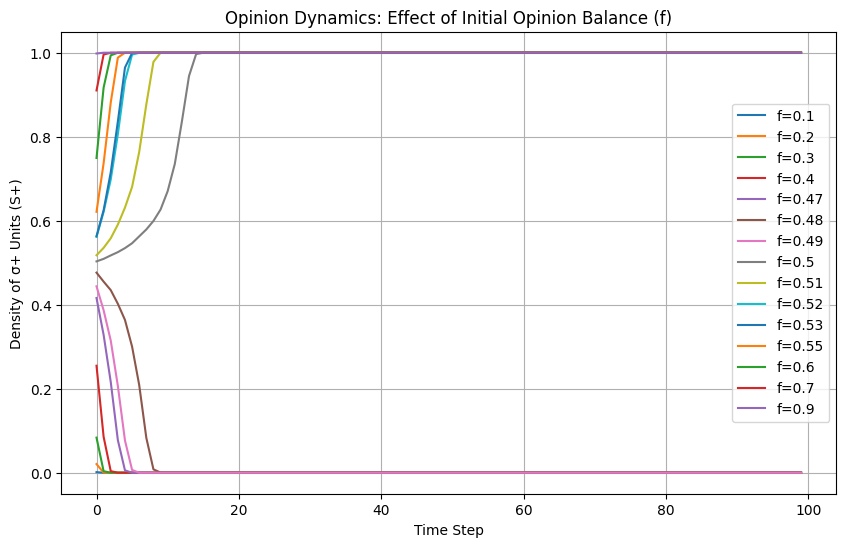 Opinion Dynamics: Effect of Initial Opinion Balance (f)
Density of σ+ Units (S+)
1.0
0.8
0.6
0.4
0.2
0.0
f=0.1
f=0.2
f=0.3
f=0.4
f=0.47
f=0.48
f=0.49
f=0.5
f=0.51
f=0.52
f=0.53
f=0.55
f=0.6
f=0.7
f=0.9
0 20 40 60 80 100
Time Step